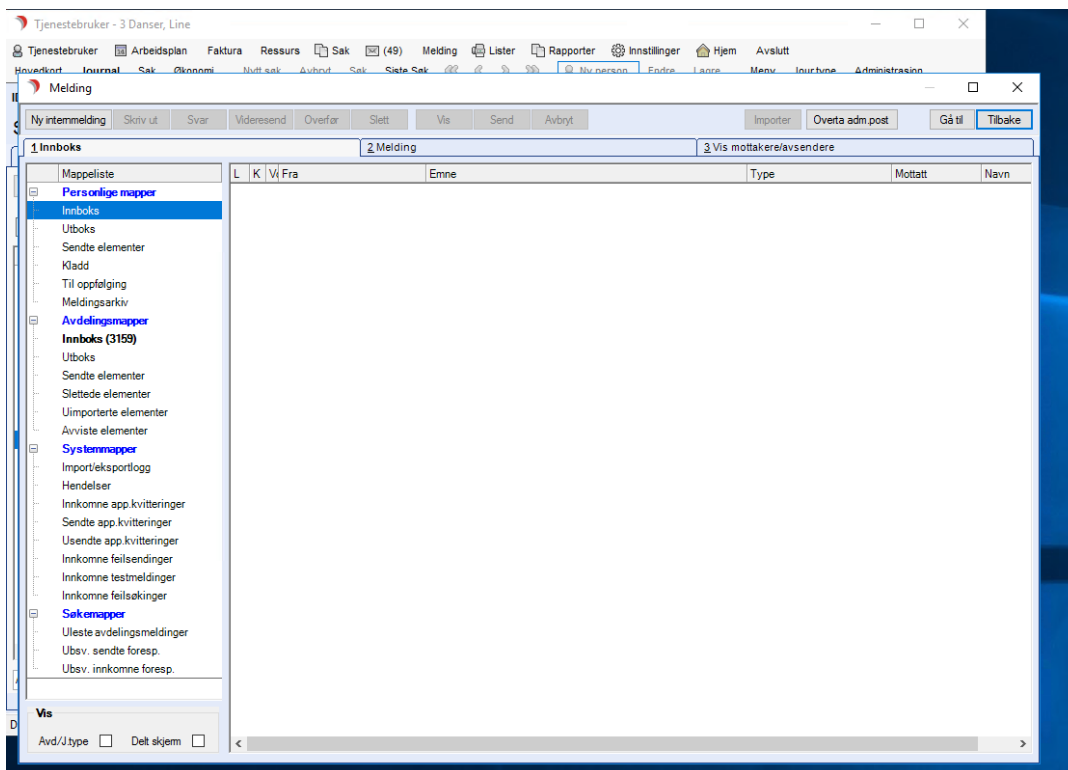 Tjenestebruker - 3 Danser, Line
Tjenestebruker Arbeidsplan Faktura Ressurs Sak (49) Melding Lister Rapporter Innstillinger Hjem Avslutt
Hovedkort Journal Sak Økonomi Nytt søk Avbryt Søk Siste Søk Ny person Endre Lagre Meny Jour.type Administrasjon
Melding
Ny internmelding Skriv ut Svar Videresend Overfør Slett Vis Send Avbryt Importer Overta adm.post Gå til Tilbake
1 Innboks 2 Melding 3 Vis mottakere/avsendere
Mappeliste L K Fra Emne Type Mottatt Navn
Personlige mapper
Innboks
Utboks
Sendte elementer
Kladd
Til oppfølging
Meldingsarkiv
Avdelingsmapper
Innboks (3159)
Utboks
Sendte elementer
Slettede elementer
Uimporterte elementer
Avviste elementer
Systemmapper
Import/eksportlogg
Hendelser
Innkomne app.kvitteringer
Sendte app.kvitteringer
Usendte app.kvitteringer
Innkomne feilsendinger
Innkomne testmeldinger
Innkomne feilsøkinger
Søkemapper
Uleste avdelingsmeldinger
Ubsv. sendte foresp.
Ubsv. innkomne foresp.
Vis
Avd/J.type Delt skjerm